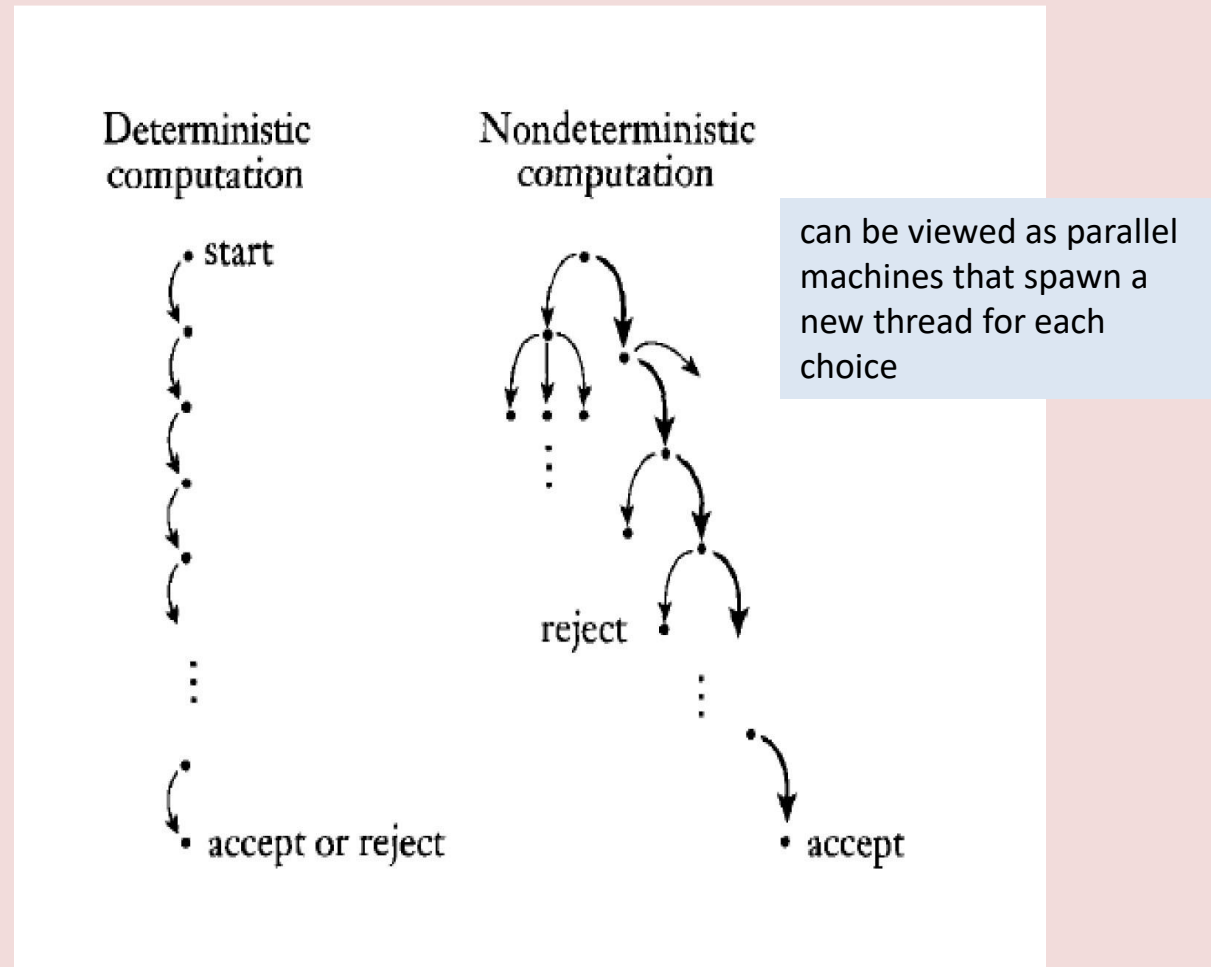 Deterministic
computation
Nondeterministic
computation
start
can be viewed as parallel
machines that spawn a
new thread for each
choice
reject
accept or reject
accept